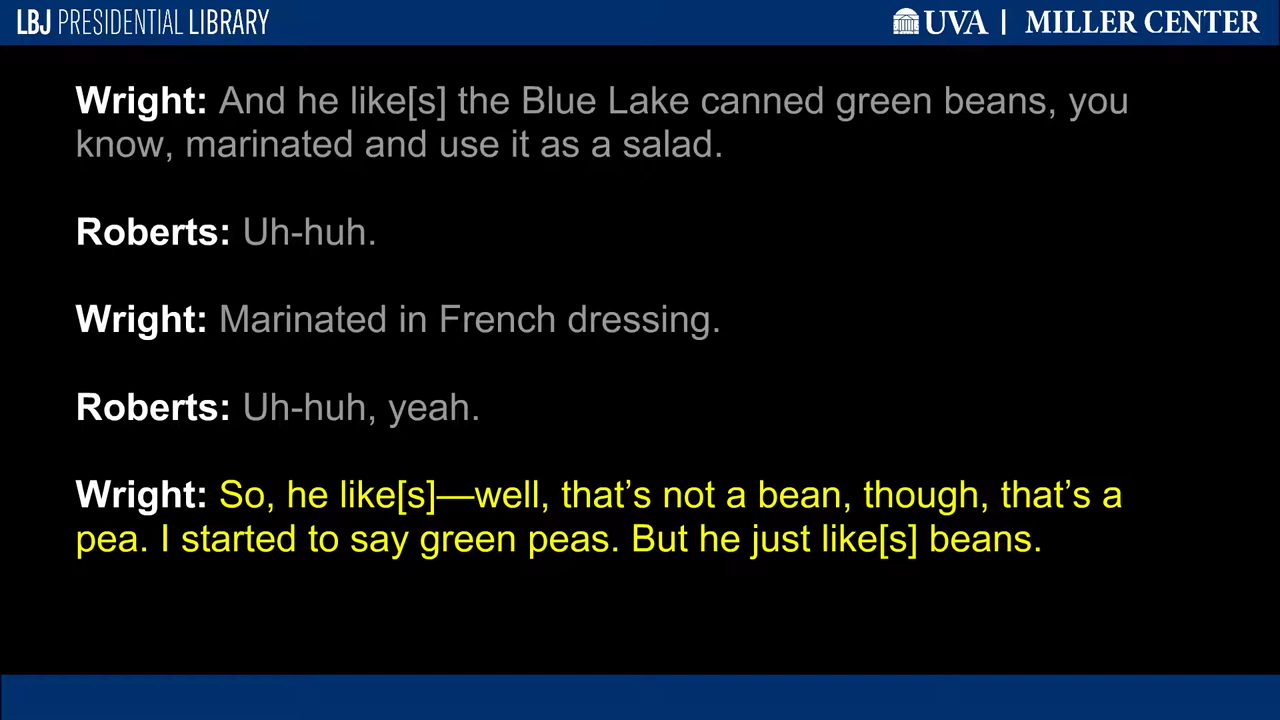 LBJ PRESIDENTIAL LIBRARY
UVA | MILLER CENTER
Wright: And he like[s] the Blue Lake canned green beans, you
know, marinated and use it as a salad.
Roberts: Uh-huh.
Wright: Marinated in French dressing.
Roberts: Uh-huh, yeah.
Wright: So, he like[s]—well, that’s not a bean, though, that’s a
pea. I started to say green peas. But he just like[s] beans.